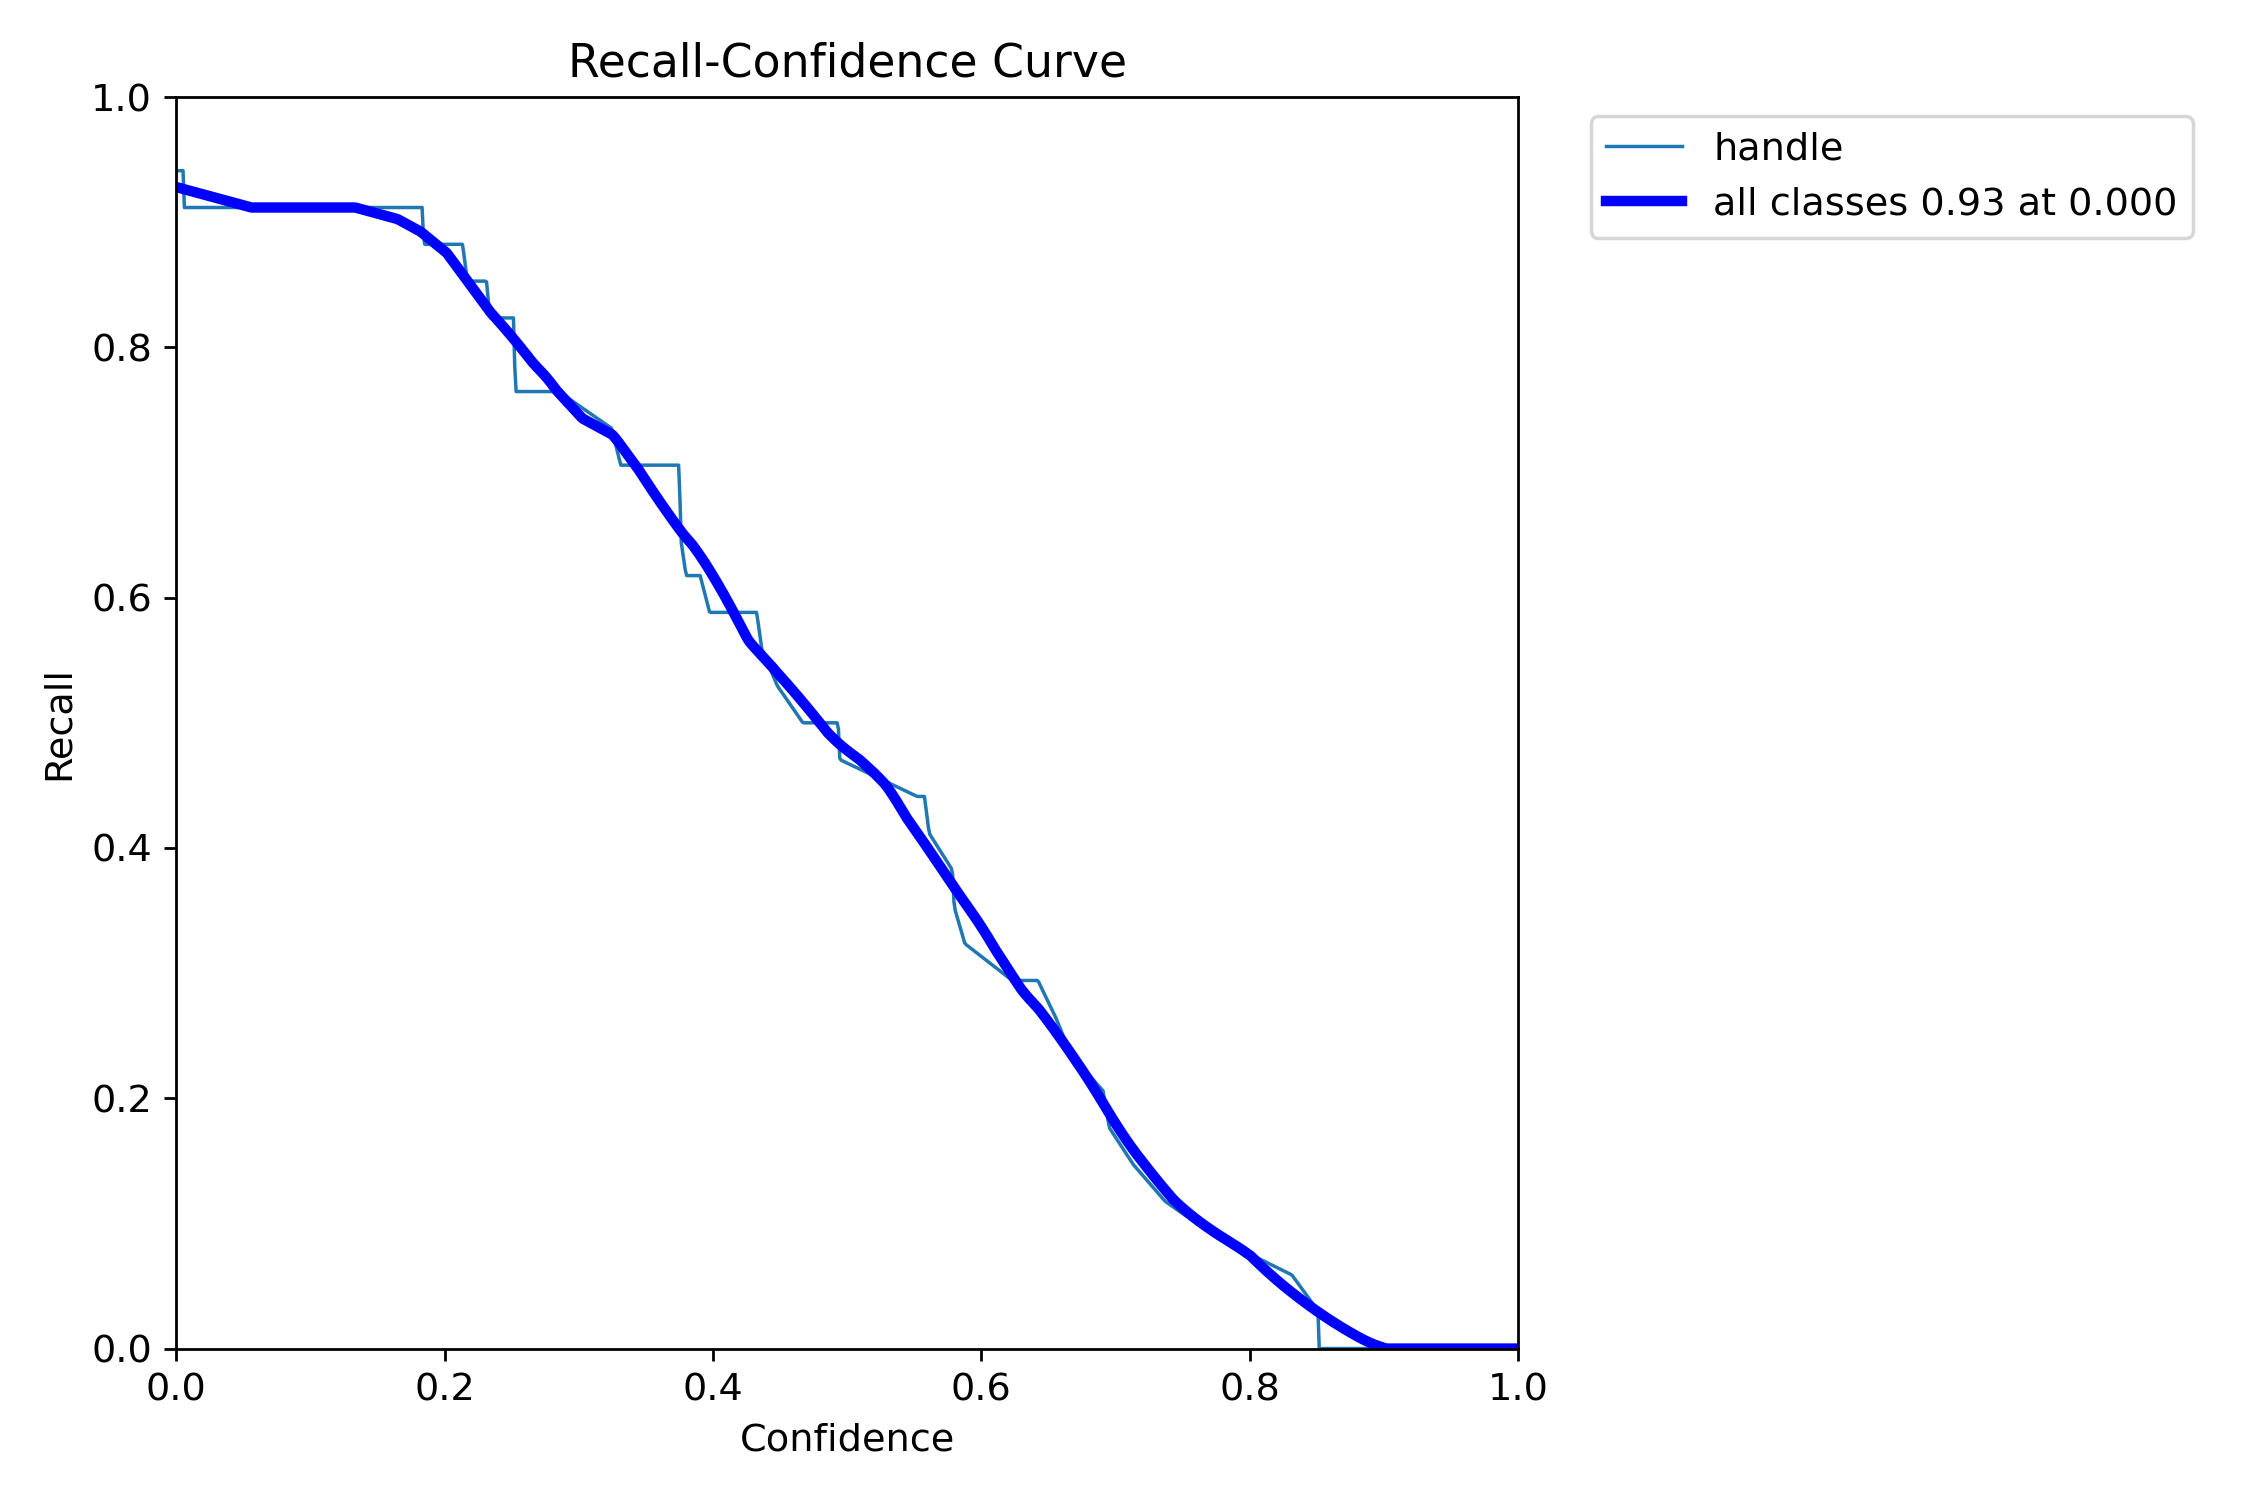 Recall-Confidence Curve
1.0
0.8
0.6
0.4
0.2
0.0
Recall
0.0 0.2 0.4 0.6 0.8 1.0
Confidence
handle
all classes 0.93 at 0.000